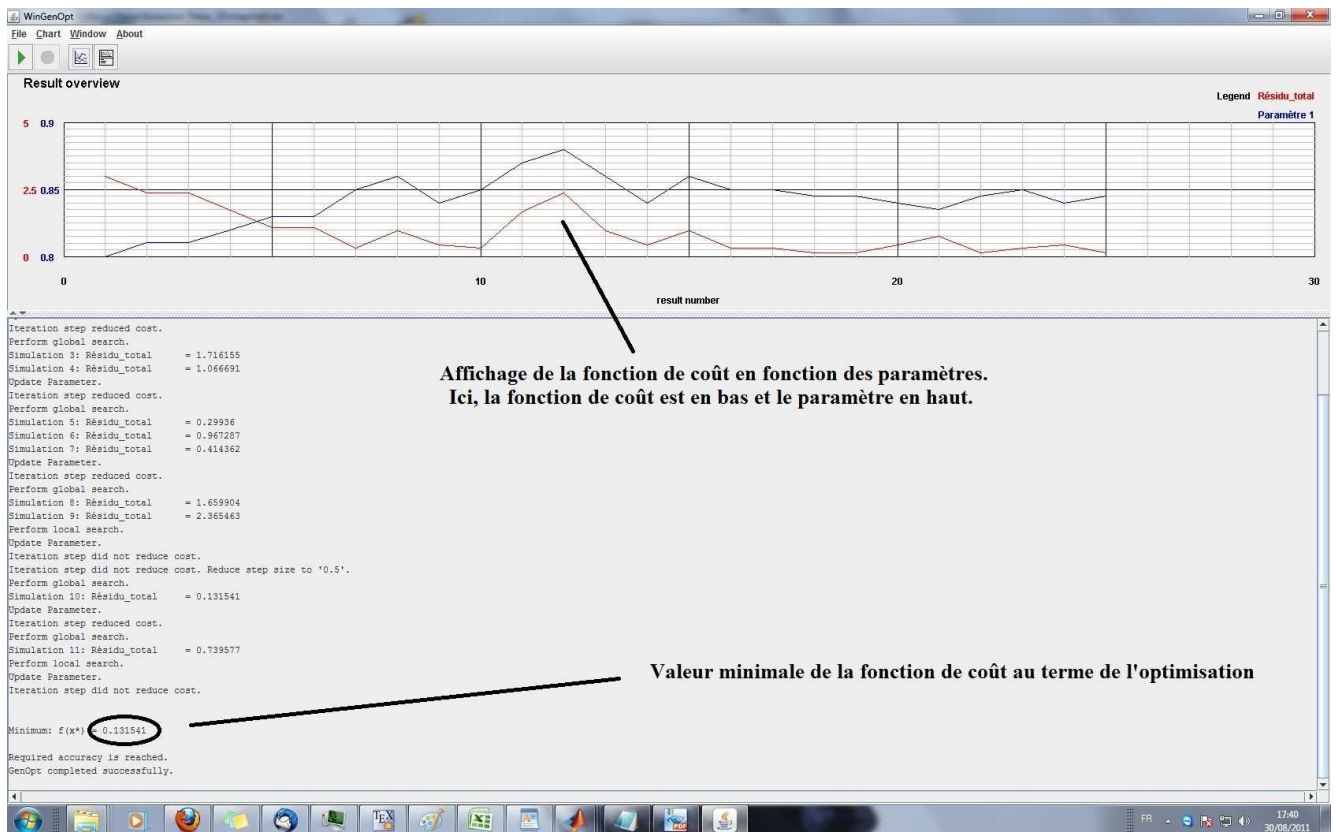 WinGenOpt
File Chart Window About
Result overview
Legend Résidu_total
Paramètre 1
5 0.9
2.5 0.85
0 0.8
0 10 20 30
result number
Iteration step reduced cost.
Perform global search.
Simulation 3: Résidu_total = 1.716155
Simulation 4: Résidu_total = 1.066691
Update Parameter.
Iteration step reduced cost.
Perform global search.
Simulation 5: Résidu_total = 0.29936
Simulation 6: Résidu_total = 0.967287
Simulation 7: Résidu_total = 0.414362
Update Parameter.
Iteration step reduced cost.
Perform global search.
Simulation 8: Résidu_total = 1.659904
Simulation 9: Résidu_total = 2.365463
Perform local search.
Update Parameter.
Iteration step did not reduce cost.
Iteration step did not reduce cost. Reduce step size to '0.5'.
Perform global search.
Simulation 10: Résidu_total = 0.131541
Update Parameter.
Iteration step reduced cost.
Perform global search.
Simulation 11: Résidu_total = 0.739577
Perform local search.
Update Parameter.
Iteration step did not reduce cost.
Minimum: f(x*) = 0.131541
Required accuracy is reached.
GenOpt completed successfully.
Affichage de la fonction de coût en fonction des paramètres.
Ici, la fonction de coût est en bas et le paramètre en haut.
Valeur minimale de la fonction de coût au terme de l'optimisation
TEX
PDF
FR
17:40
30/08/2011